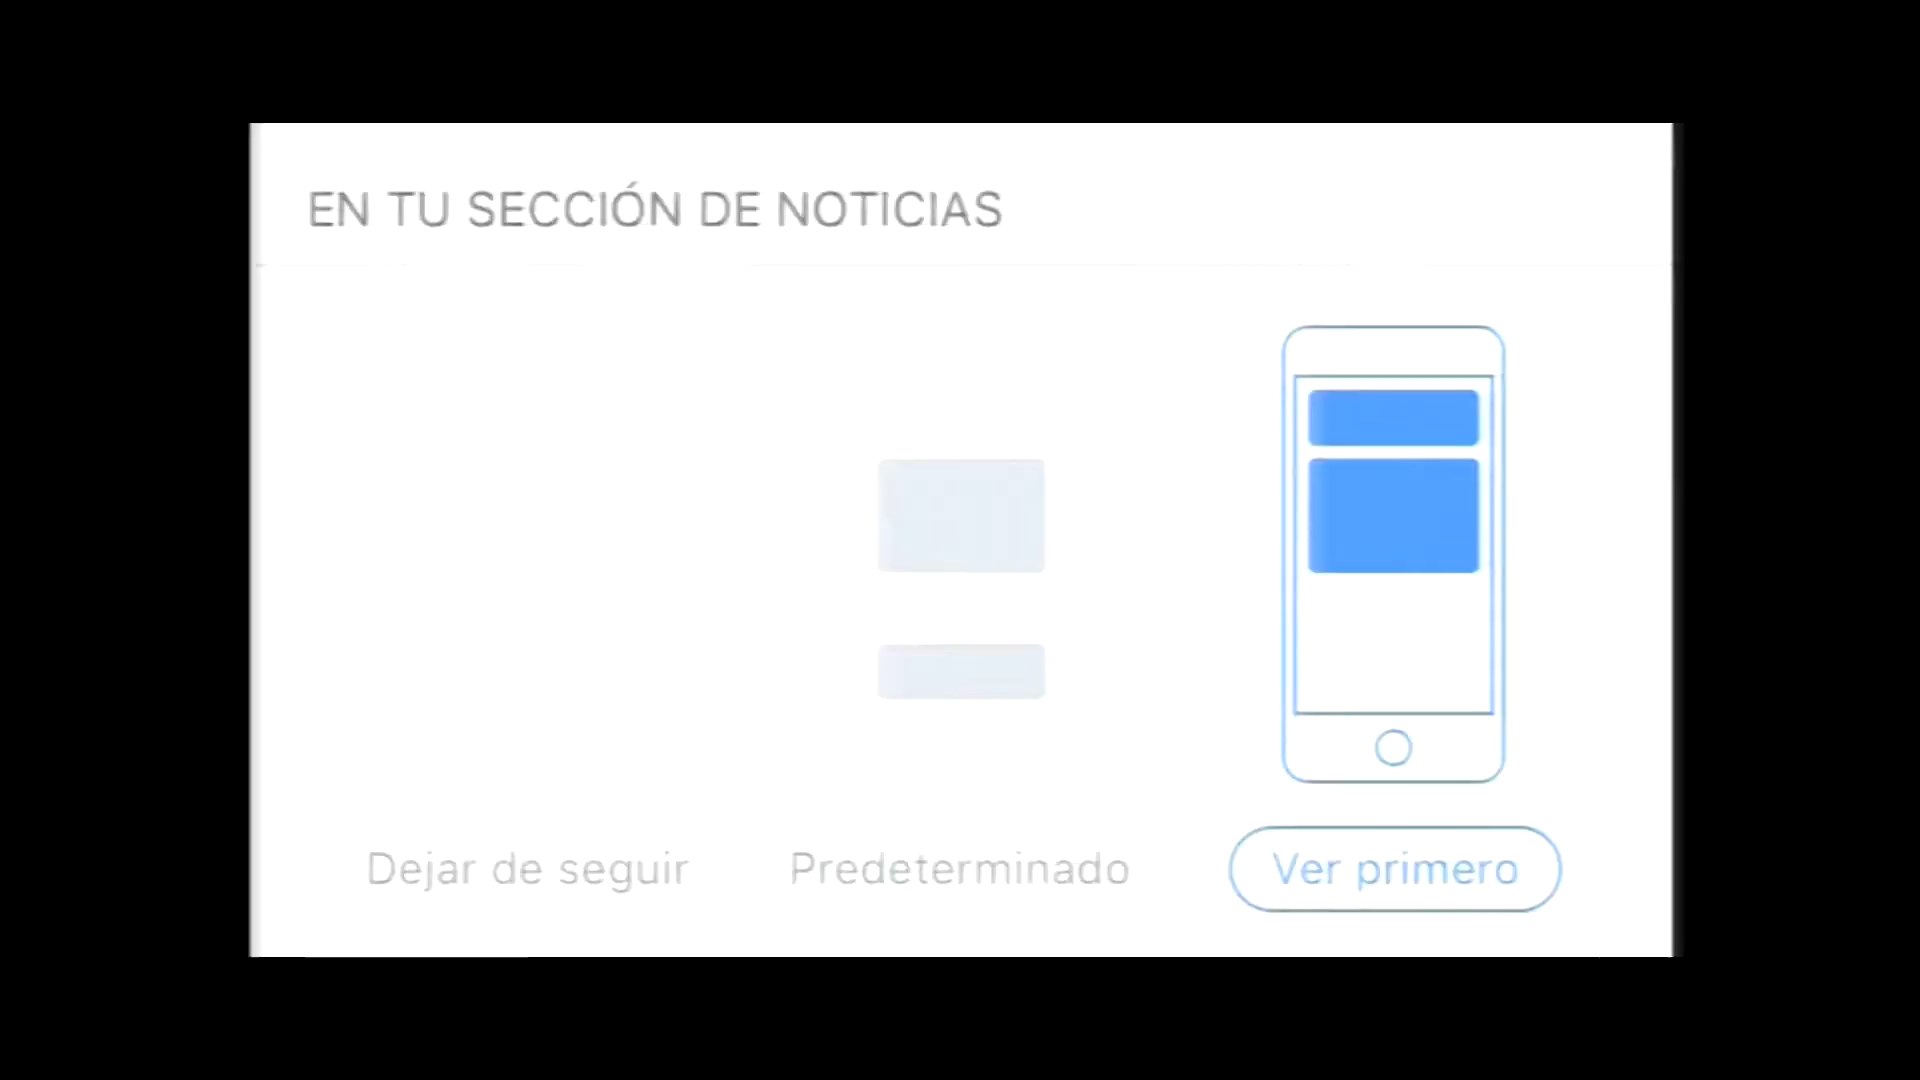 EN TU SECCIÓN DE NOTICIAS
Dejar de seguir
Predeterminado
Ver primero